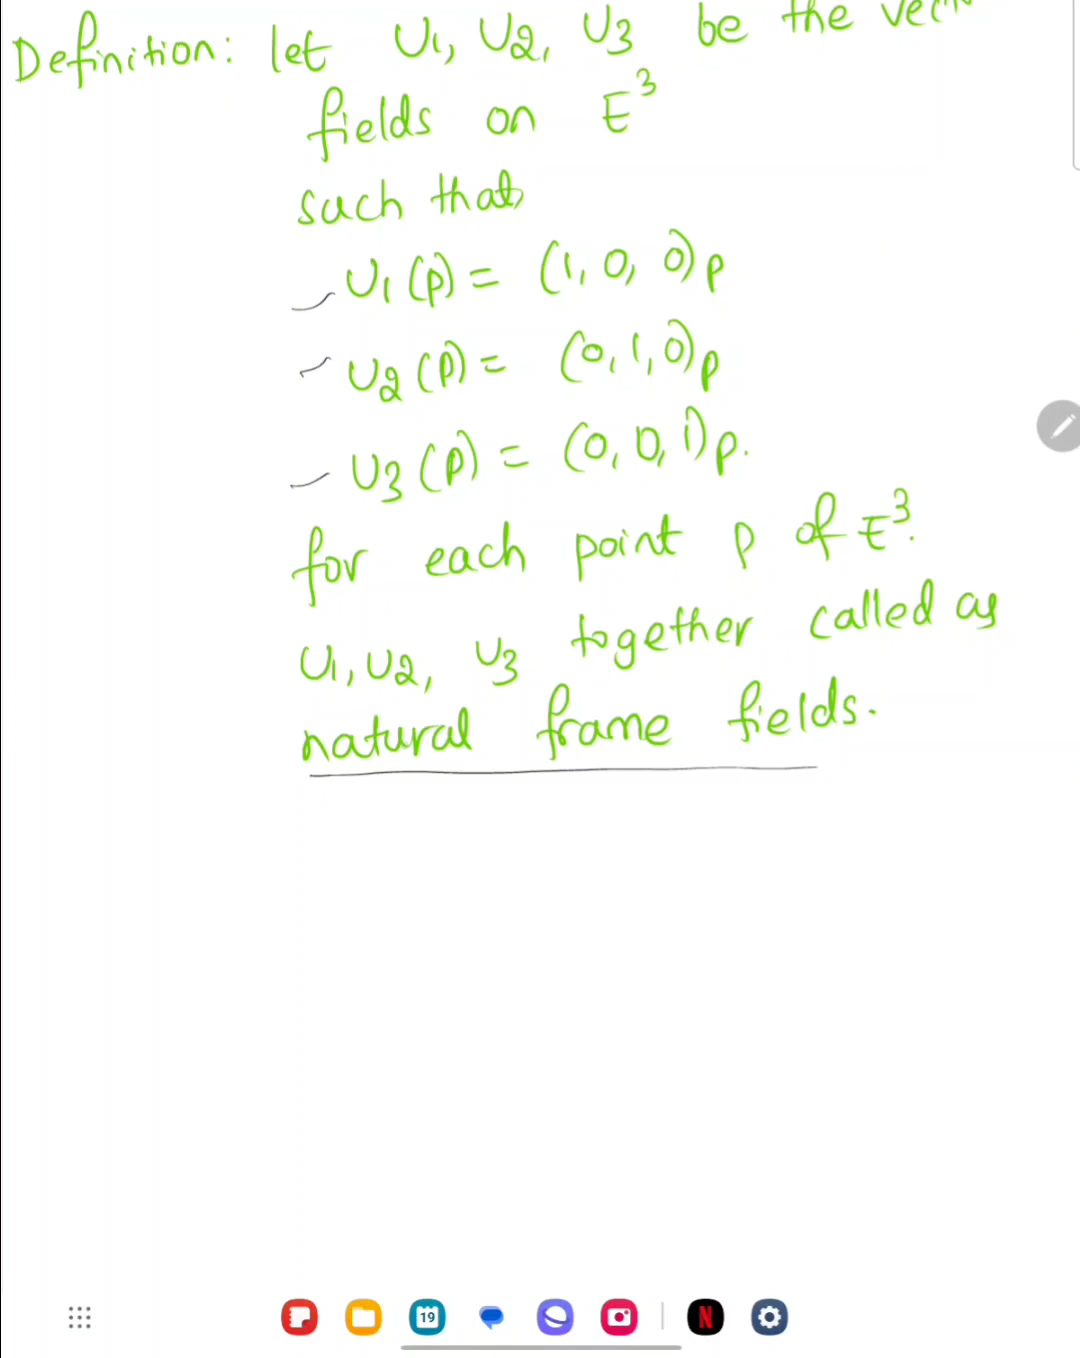 Definition: let U1, U2, U3 be the
fields on E³
such that
U1(p) = (1, 0, 0)p
U2(p) = (0, 1, 0)p
U3(p) = (0, 0, 1)p.
for each point p of E³.
U1, U2, U3 together called as
natural frame fields.
19
N